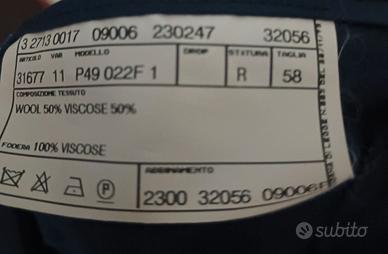 3 2713 0017 09006 230247 32056
ARTICOLO VAR MODELLO DROP STATURA TAGLIA
31677 11 P49 022F 1 R 58
COMPOSIZIONE TESSUTO
WOOL 50% VISCOSE 50%
FODERA 100% VISCOSE
P
ABBINAMENTO
2300 32056 09006
subito